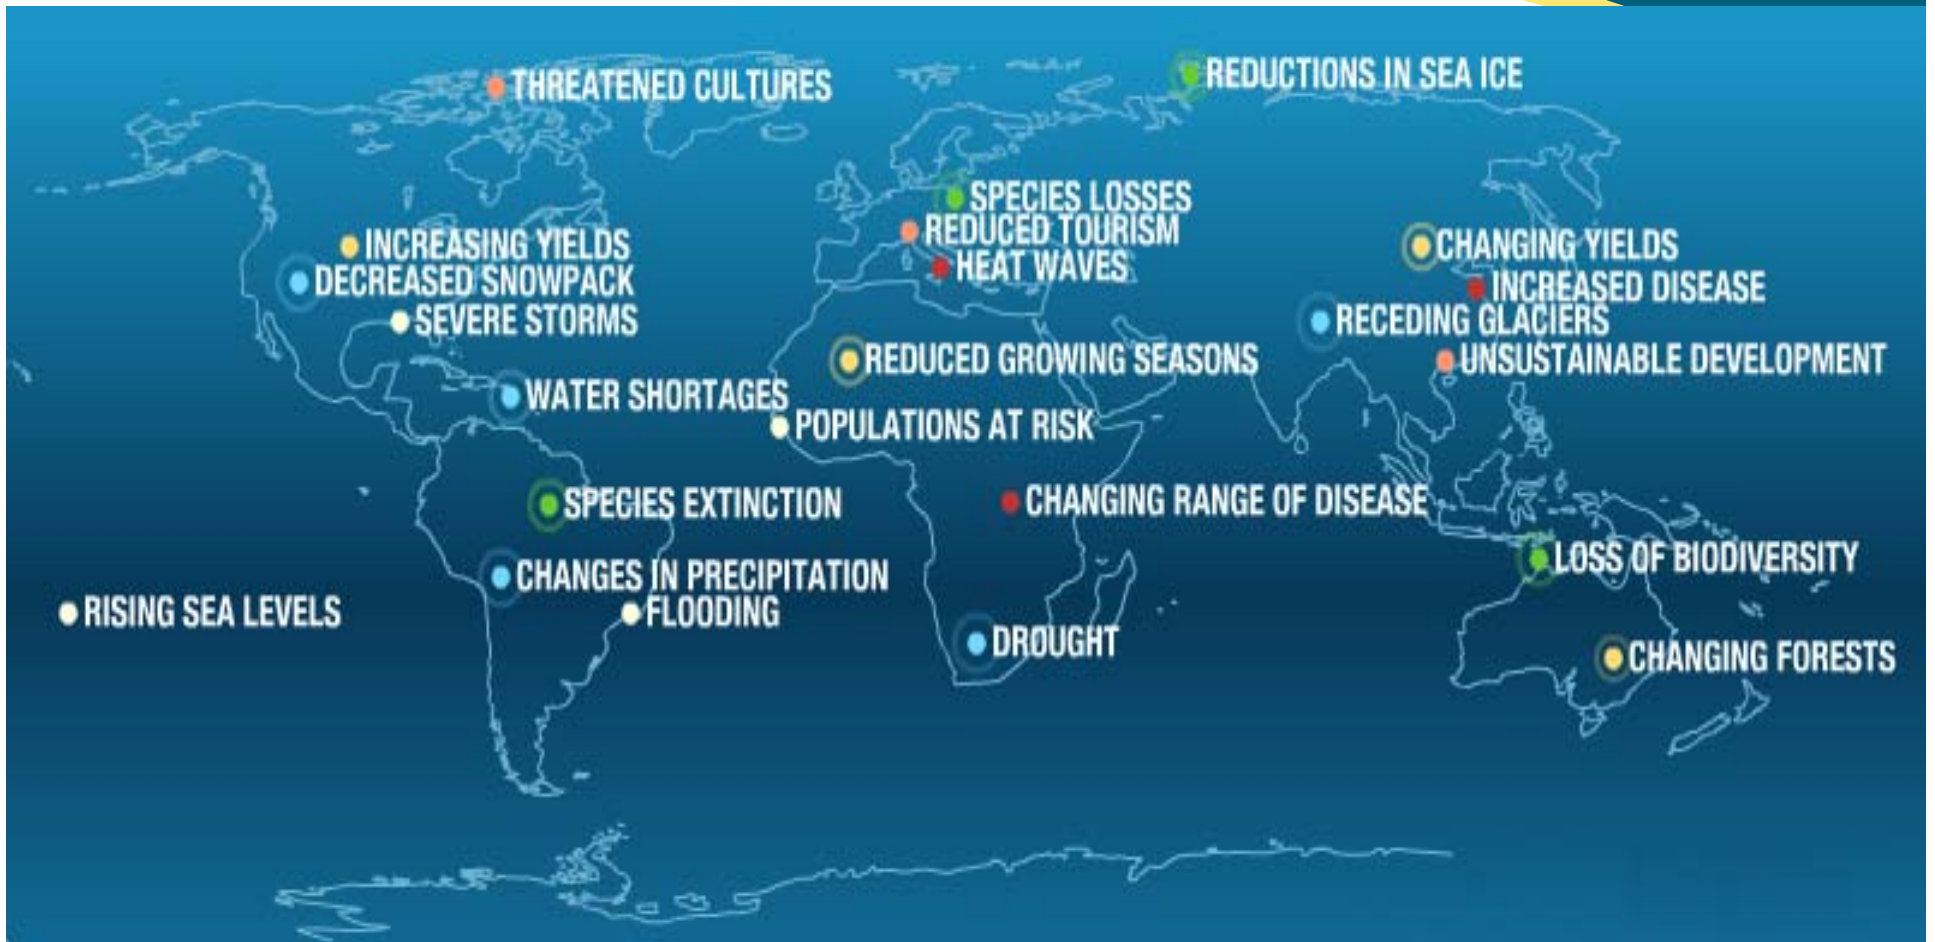 THREATENED CULTURES
REDUCTIONS IN SEA ICE
SPECIES LOSSES
REDUCED TOURISM
INCREASING YIELDS
CHANGING YIELDS
HEAT WAVES
DECREASED SNOWPACK
INCREASED DISEASE
SEVERE STORMS
RECEDING GLACIERS
REDUCED GROWING SEASONS
UNSUSTAINABLE DEVELOPMENT
WATER SHORTAGES
POPULATIONS AT RISK
SPECIES EXTINCTION
CHANGING RANGE OF DISEASE
LOSS OF BIODIVERSITY
CHANGES IN PRECIPITATION
RISING SEA LEVELS
FLOODING
DROUGHT
CHANGING FORESTS